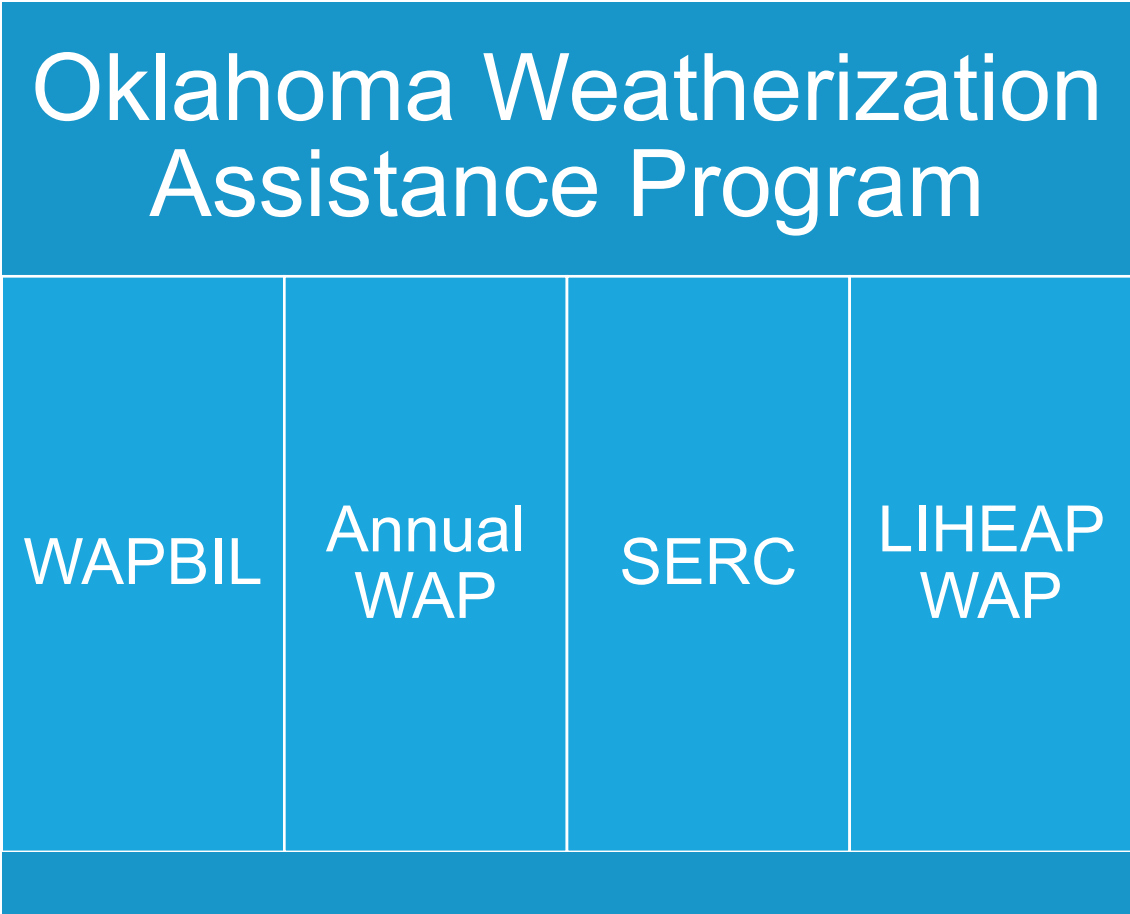 Oklahoma Weatherization
Assistance Program
WAPBIL
Annual
WAP
SERC
LIHEAP
WAP